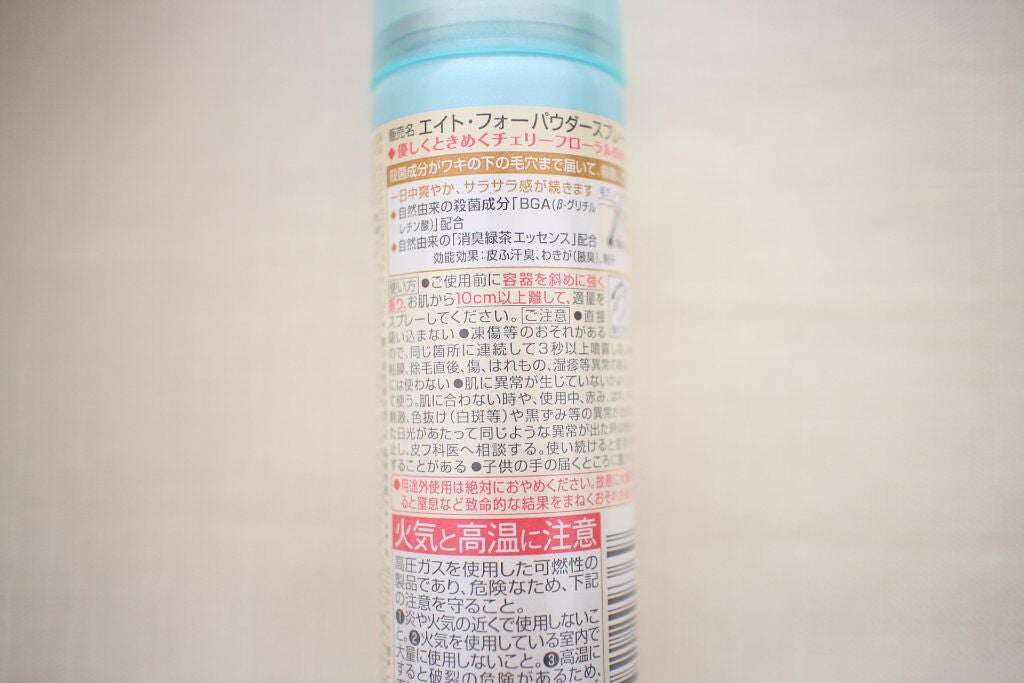 販売名 エイト・フォーパウダースプレー
◆優しくときめくチェリーフローラルの
殺菌成分がワキの下の毛穴まで届いて、殺菌
一日中爽やか、サラサラ感が続きます
◆自然由来の殺菌成分「BGA(β-グリチル
レチン酸)」配合
◆自然由来の「消臭緑茶エッセンス」配合
効能効果：皮ふ汗臭、わきが(腋臭)、制汗
使い方 ●ご使用前に容器を斜めに強く
振り、お肌から10cm以上離して、適量を
スプレーしてください。 ご注意 ●直接
吸い込まない ●凍傷等のおそれがある
ので、同じ箇所に連続して3秒以上噴霧しない
粘膜、除毛直後、傷、はれもの、湿疹等異常の
には使わない ●肌に異常が生じていないか
て使う。肌に合わない時や、使用中、赤み、はれ
刺激、色抜け(白斑等)や黒ずみ等の異常が
た日光があたって同じような異常が出た時は
止し、皮フ科医へ相談する。使い続けると
することがある ●子供の手の届くところに
●用途外使用は絶対におやめください。故意に
ると窒息など致命的な結果をまねくおそれが
火気と高温に注意
高圧ガスを使用した可燃性の
製品であり、危険なため、下記
の注意を守ること。
❶炎や火気の近くで使用しないこ
と。❷火気を使用している室内で
大量に使用しないこと。❸高温に
すると破裂の危険があるため、